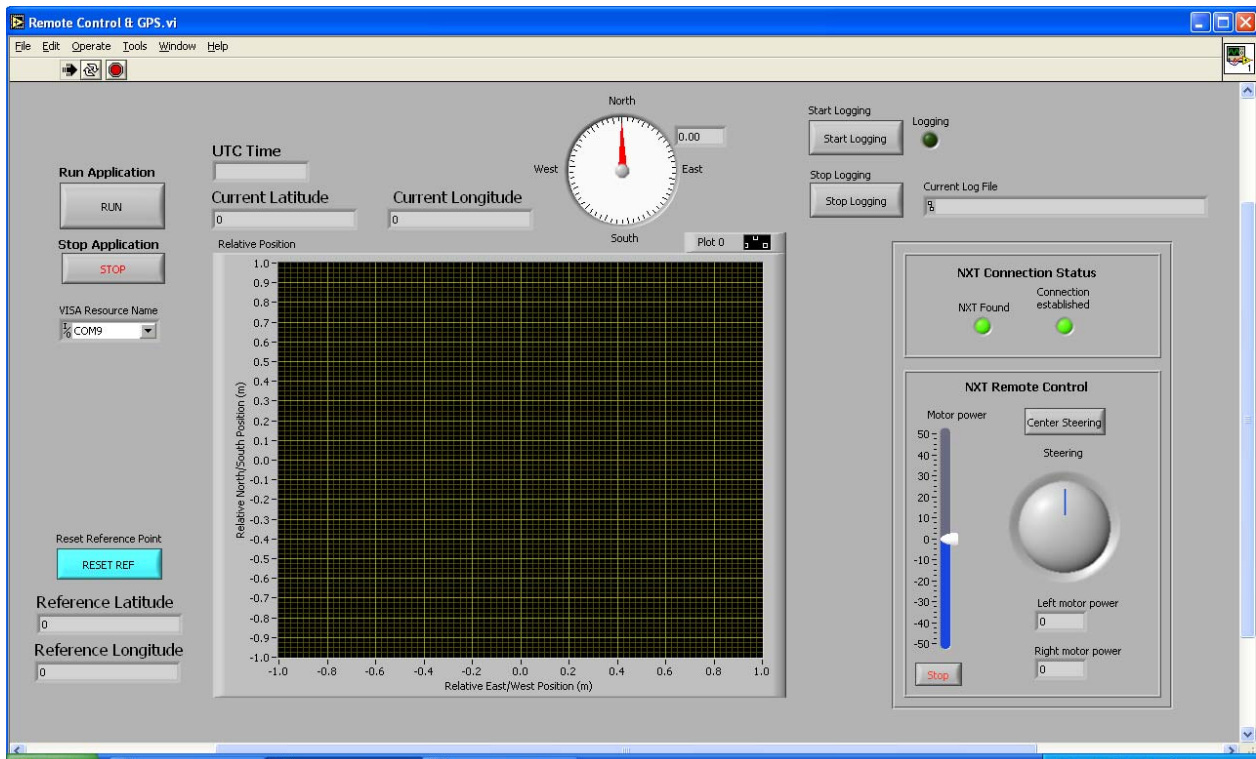 Remote Control & GPS.vi
File Edit Operate Tools Window Help
1
North
West
East
South
0.00
UTC Time
Current Latitude
0
Current Longitude
0
Run Application
RUN
Stop Application
STOP
VISA Resource Name
COM9
Reset Reference Point
RESET REF
Reference Latitude
0
Reference Longitude
0
Relative Position
Plot 0
Relative North/South Position (m)
1.0
0.9
0.8
0.7
0.6
0.5
0.4
0.3
0.2
0.1
0.0
-0.1
-0.2
-0.3
-0.4
-0.5
-0.6
-0.7
-0.8
-0.9
-1.0
-1.0 -0.8 -0.6 -0.4 -0.2 0.0 0.2 0.4 0.6 0.8 1.0
Relative East/West Position (m)
Start Logging
Start Logging
Logging
Stop Logging
Stop Logging
Current Log File
NXT Connection Status
NXT Found
Connection
established
NXT Remote Control
Motor power
50
40
30
20
10
0
-10
-20
-30
-40
-50
Stop
Center Steering
Steering
Left motor power
0
Right motor power
0